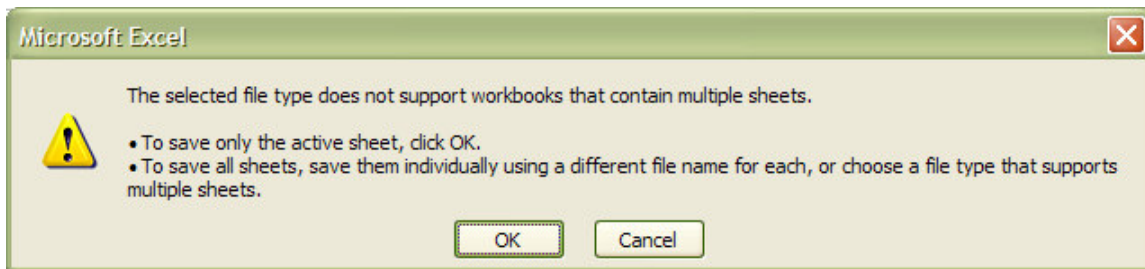 Microsoft Excel
The selected file type does not support workbooks that contain multiple sheets.
• To save only the active sheet, click OK.
• To save all sheets, save them individually using a different file name for each, or choose a file type that supports
multiple sheets.
OK Cancel